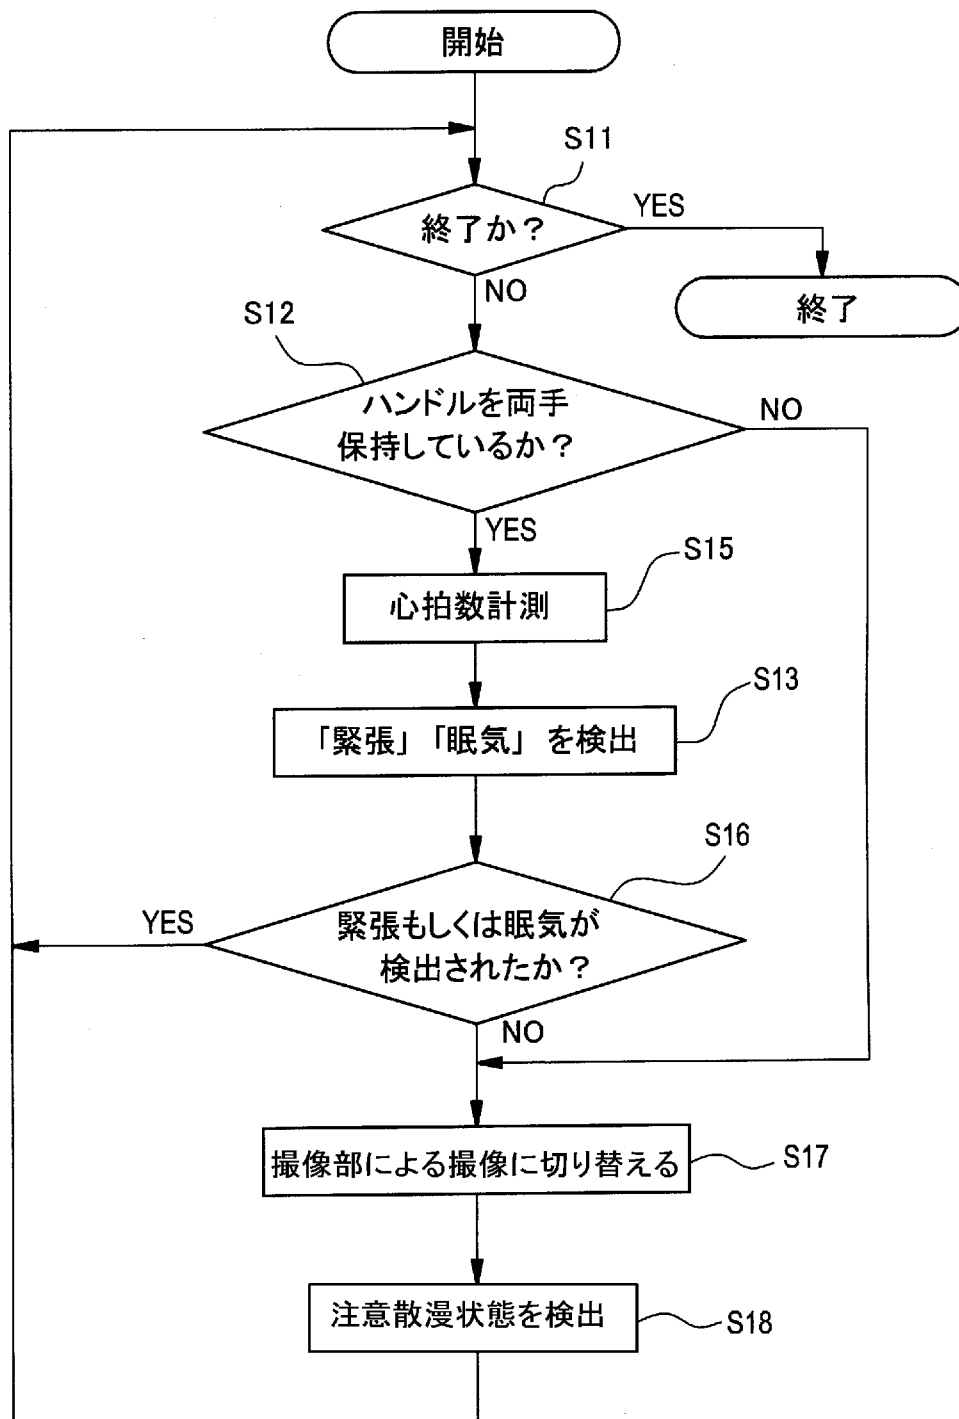 開始
S11
終了か？
YES
NO
終了
S12
ハンドルを両手
保持しているか？
NO
YES
S15
心拍数計測
S13
「緊張」「眠気」を検出
S16
緊張もしくは眠気が
検出されたか？
YES
NO
撮像部による撮像に切り替える
S17
注意散漫状態を検出
S18